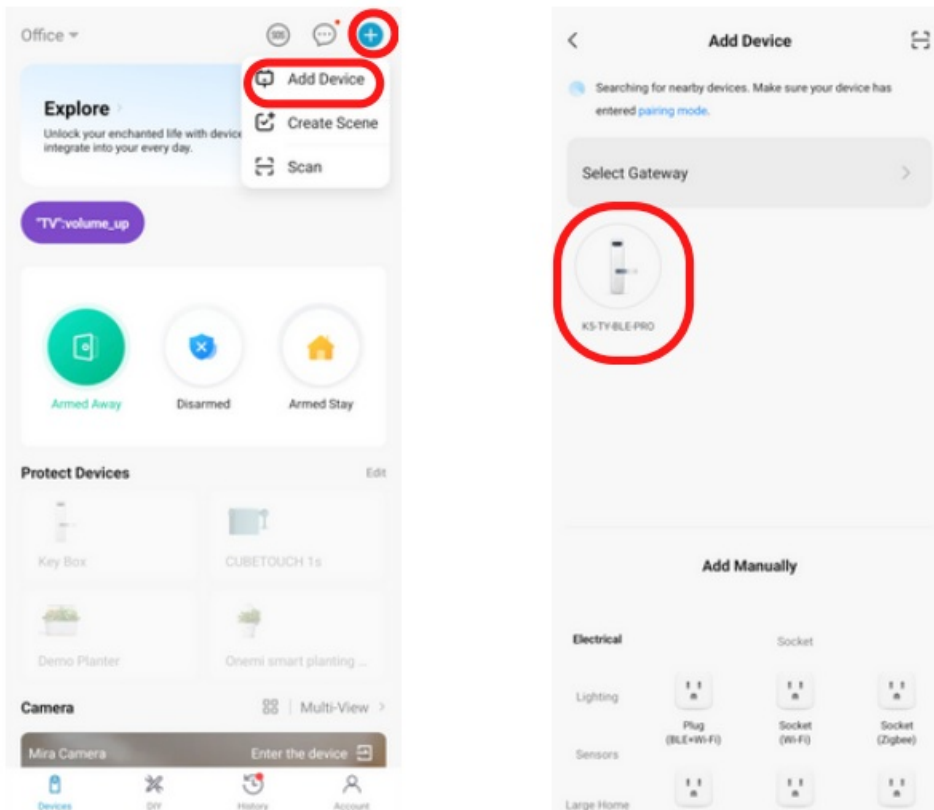 Office
SOS
Add Device
Explore
Unlock your enchanted life with device
integrate into your every day.
Create Scene
Scan
"TV":volume_up
Armed Away
Disarmed
Armed Stay
Protect Devices
Edit
Key Box
CUBETOUCH 1s
Demo Planter
Onemi smart planting ...
Camera
Multi-View
Mira Camera
Enter the device
Devices
DIY
History
Account
Add Device
Searching for nearby devices. Make sure your device has
entered pairing mode.
Select Gateway
KS-TY-BLE-PRO
Add Manually
Electrical
Socket
Lighting
Plug
(BLE+Wi-Fi)
Socket
(Wi-Fi)
Socket
(Zigbee)
Sensors
Large Home